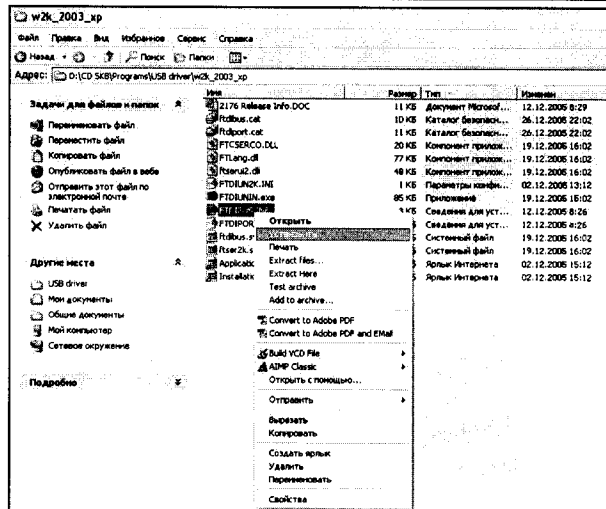 w2k_2003_xp
Файл Правка Вид Избранное Сервис Справка
Назад Поиск Папки
Адрес: D:\CD SKB\Programs\USB driver\w2k_2003_xp
Задачи для файлов и папок
Переименовать файл
Переместить файл
Копировать файл
Опубликовать файл в вебе
Отправить этот файл по
электронной почте
Печатать файл
Удалить файл
Другие места
USB driver
Мои документы
Общие документы
Мой компьютер
Сетевое окружение
Подробно
Имя Размер Тип Изменен
2176 Release Info.DOC 11 КБ Документ Microsof... 12.12.2005 8:29
ftdibus.cat 10 КБ Каталог безопасн... 26.12.2005 22:02
ftdiport.cat 11 КБ Каталог безопасн... 26.12.2005 22:02
FTCSERCO.DLL 20 КБ Компонент прилож... 19.12.2005 16:02
FTLang.dll 77 КБ Компонент прилож... 19.12.2005 16:02
ftserui2.dll 48 КБ Компонент прилож... 19.12.2005 16:02
FTDIUN2K.INI 1 КБ Параметры конфи... 02.12.2005 13:12
FTDIUNIN.exe 85 КБ Приложение 19.12.2005 16:02
3 КБ Сведения для уст... 12.12.2005 8:26
FTDIPOR Сведения для уст... 12.12.2005 8:26
ftdibus.s Системный файл 19.12.2005 16:02
ftser2k.s Системный файл 19.12.2005 16:02
Applicatio Ярлык Интернета 02.12.2005 15:12
Installatio Ярлык Интернета 02.12.2005 15:12
Открыть
Печать
Extract files...
Extract Here
Test archive
Add to archive...
Convert to Adobe PDF
Convert to Adobe PDF and EMail
Build VCD File
AIMP Classic
Открыть с помощью...
Отправить
Вырезать
Копировать
Создать ярлык
Удалить
Переименовать
Свойства